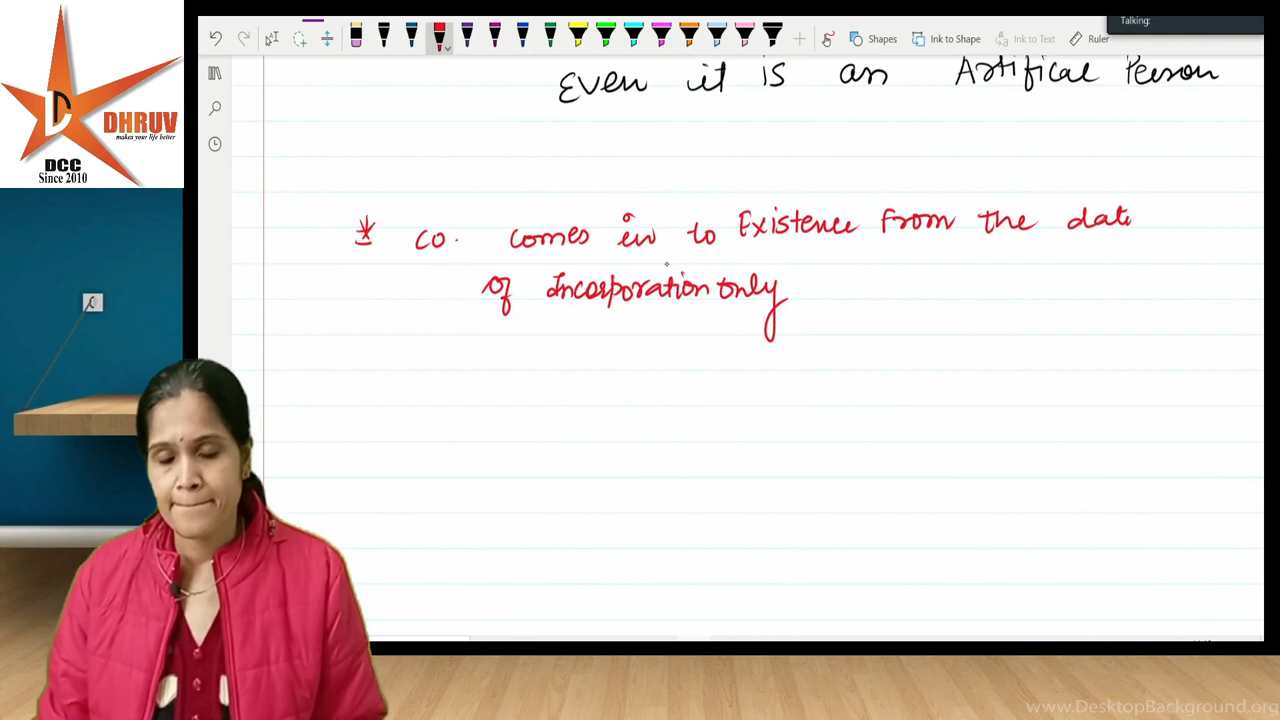 Talking:
Shapes
Ink to Shape
Ink to Text
Ruler
DHRUV
makes your life better
DCC
Since 2010
Even it is an Artifical Person
* co. comes in to Existence from the date
of Incorporation only
www.DesktopBackground.org